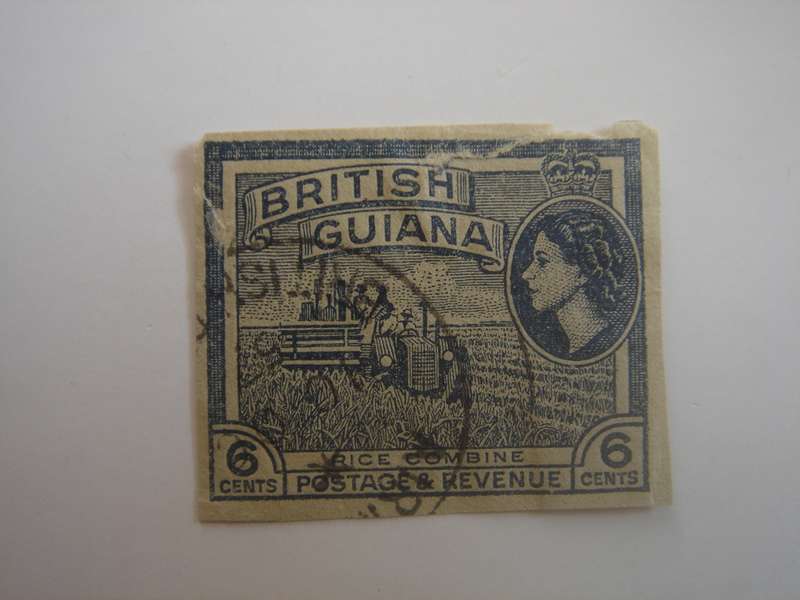 BRITISH
GUIANA
RICE COMBINE
6 CENTS
POSTAGE & REVENUE
6 CENTS